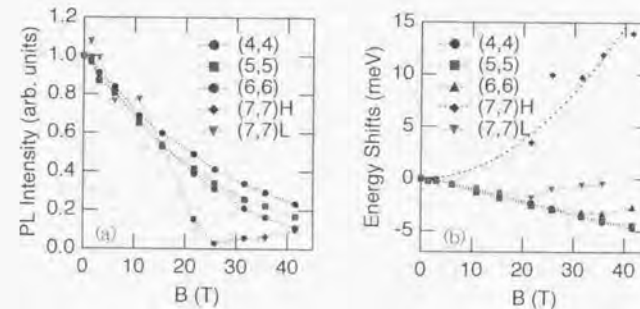 PL Intensity (arb. units)
1.2
1.0
0.8
0.6
0.4
0.2
0.0
(4,4)
(5,5)
(6,6)
(7,7)H
(7,7)L
(a)
0 10 20 30 40
B (T)
Energy Shifts (meV)
15
10
5
0
-5
(4,4)
(5,5)
(6,6)
(7,7)H
(7,7)L
(b)
0 10 20 30 40
B (T)